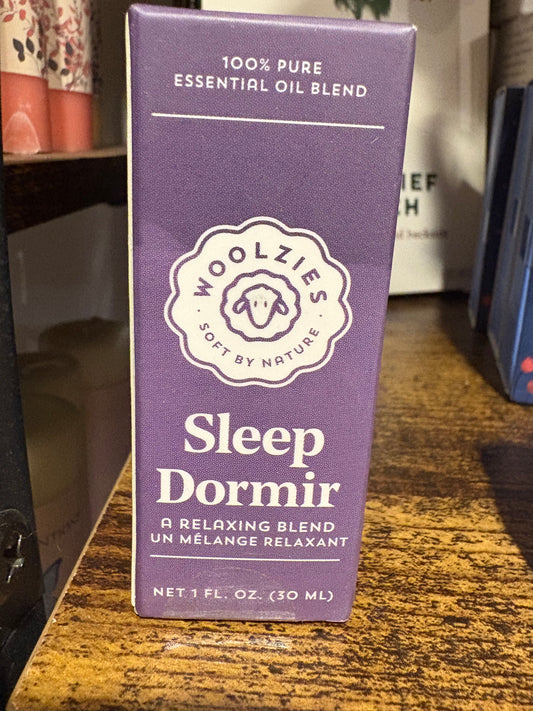 100% PURE
ESSENTIAL OIL BLEND
WOOLZIES
· SOFT BY NATURE ·
Sleep
Dormir
A RELAXING BLEND
UN MÉLANGE RELAXANT
NET 1 FL. OZ. (30 ML)